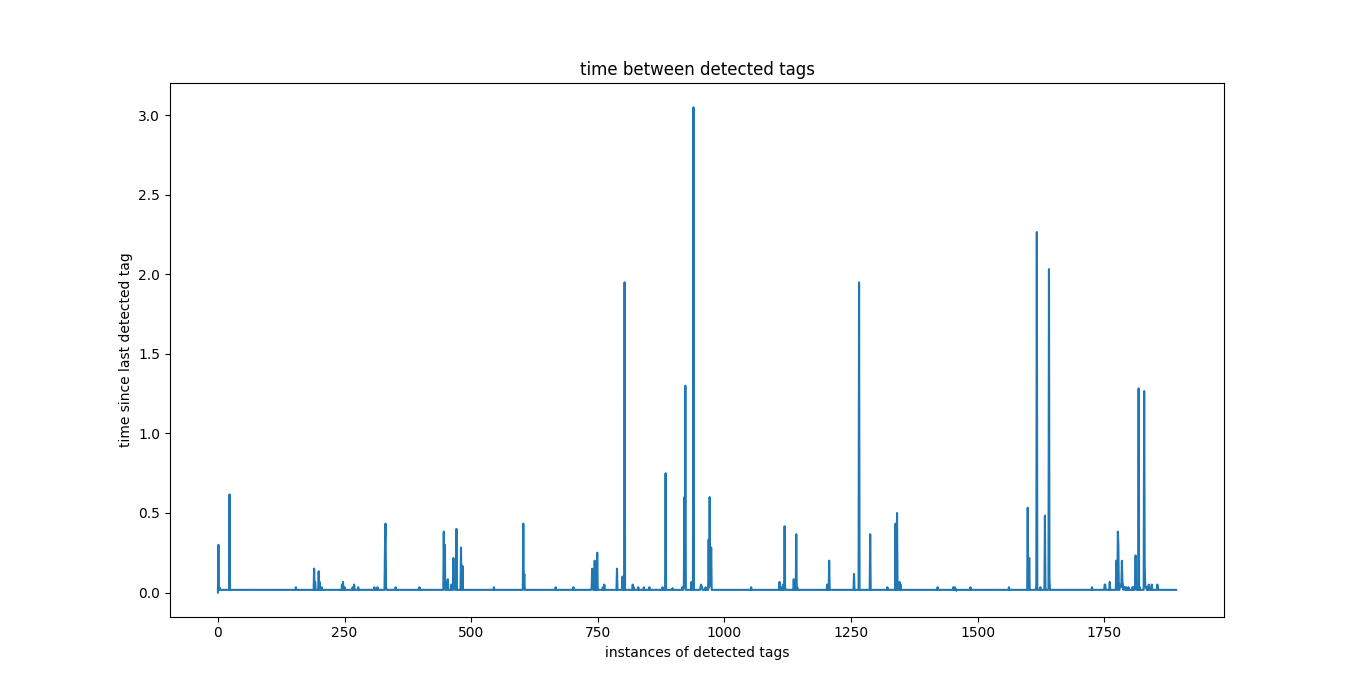 time between detected tags
3.0
2.5
2.0
1.5
1.0
0.5
0.0
time since last detected tag
0 250 500 750 1000 1250 1500 1750
instances of detected tags